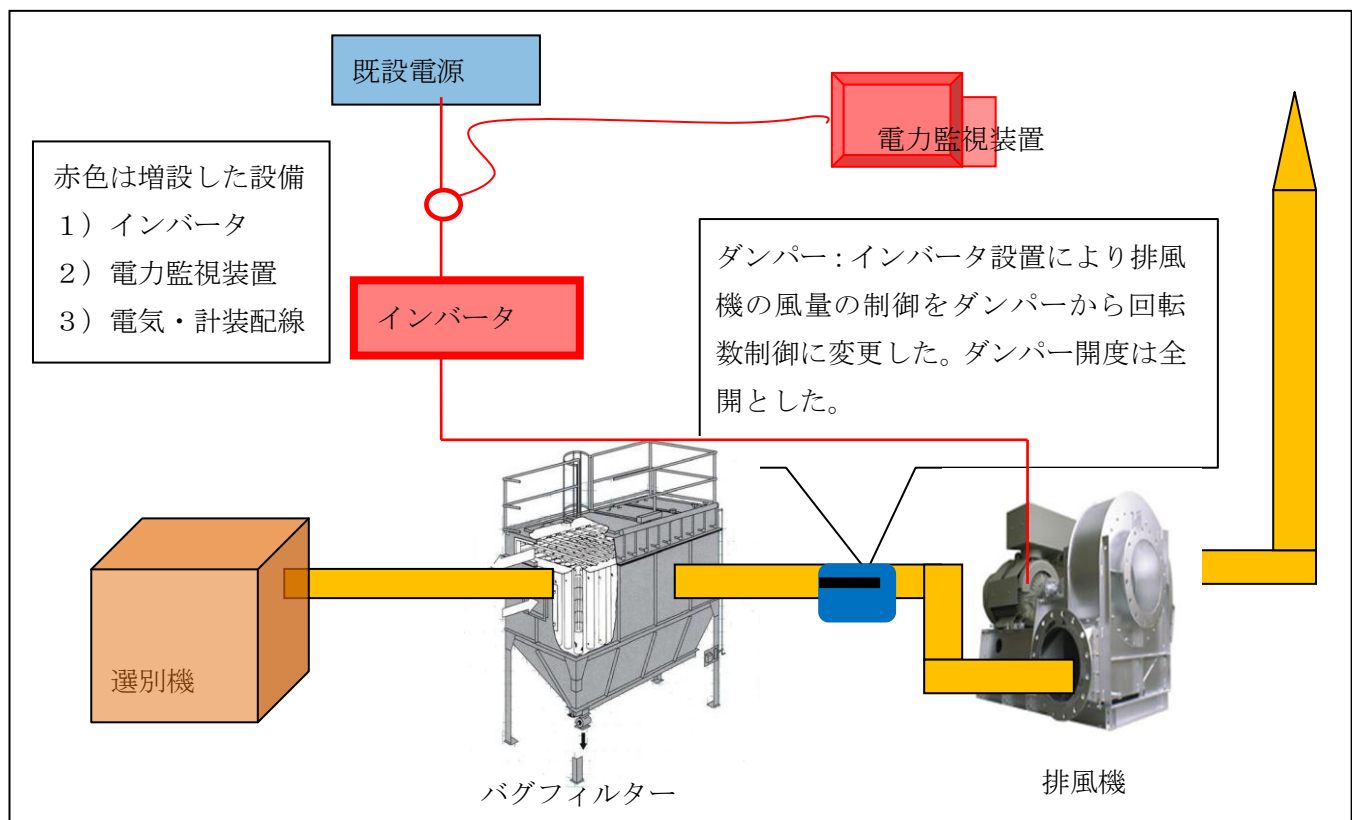 既設電源
電力監視装置
赤色は増設した設備
1）インバータ
2）電力監視装置
3）電気・計装配線
インバータ
ダンパー：インバータ設置により排風
機の風量の制御をダンパーから回転
数制御に変更した。ダンパー開度は全
開とした。
選別機
バグフィルター
排風機